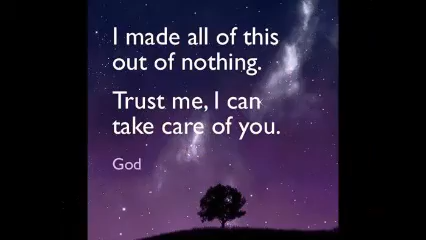 I made all of this
out of nothing.
Trust me, I can
take care of you.
God